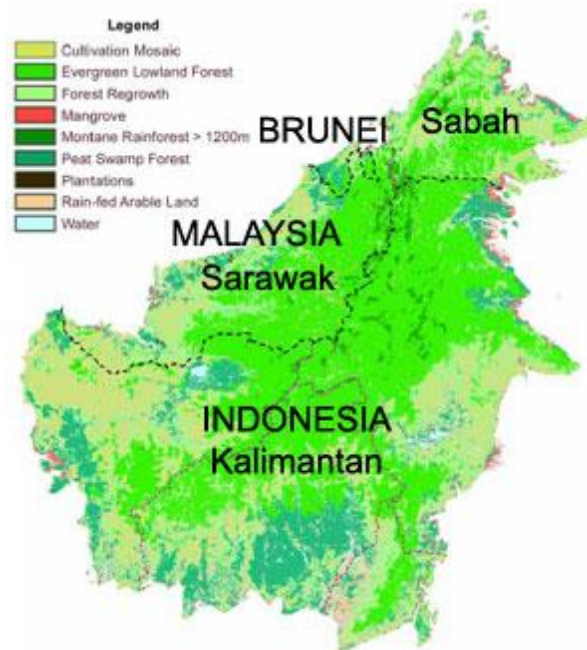 Legend
Cultivation Mosaic
Evergreen Lowland Forest
Forest Regrowth
Mangrove
Montane Rainforest > 1200m
Peat Swamp Forest
Plantations
Rain-fed Arable Land
Water
BRUNEI
Sabah
MALAYSIA
Sarawak
INDONESIA
Kalimantan